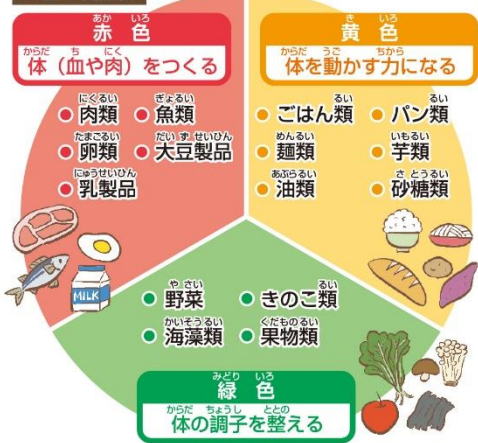 赤色
体（血や肉）をつくる
肉類 魚類
卵類 大豆製品
乳製品
MILK
黄色
体を動かす力になる
ごはん類 パン類
麺類 芋類
油類 砂糖類
野菜 きのこ類
海藻類 果物類
緑色
体の調子を整える